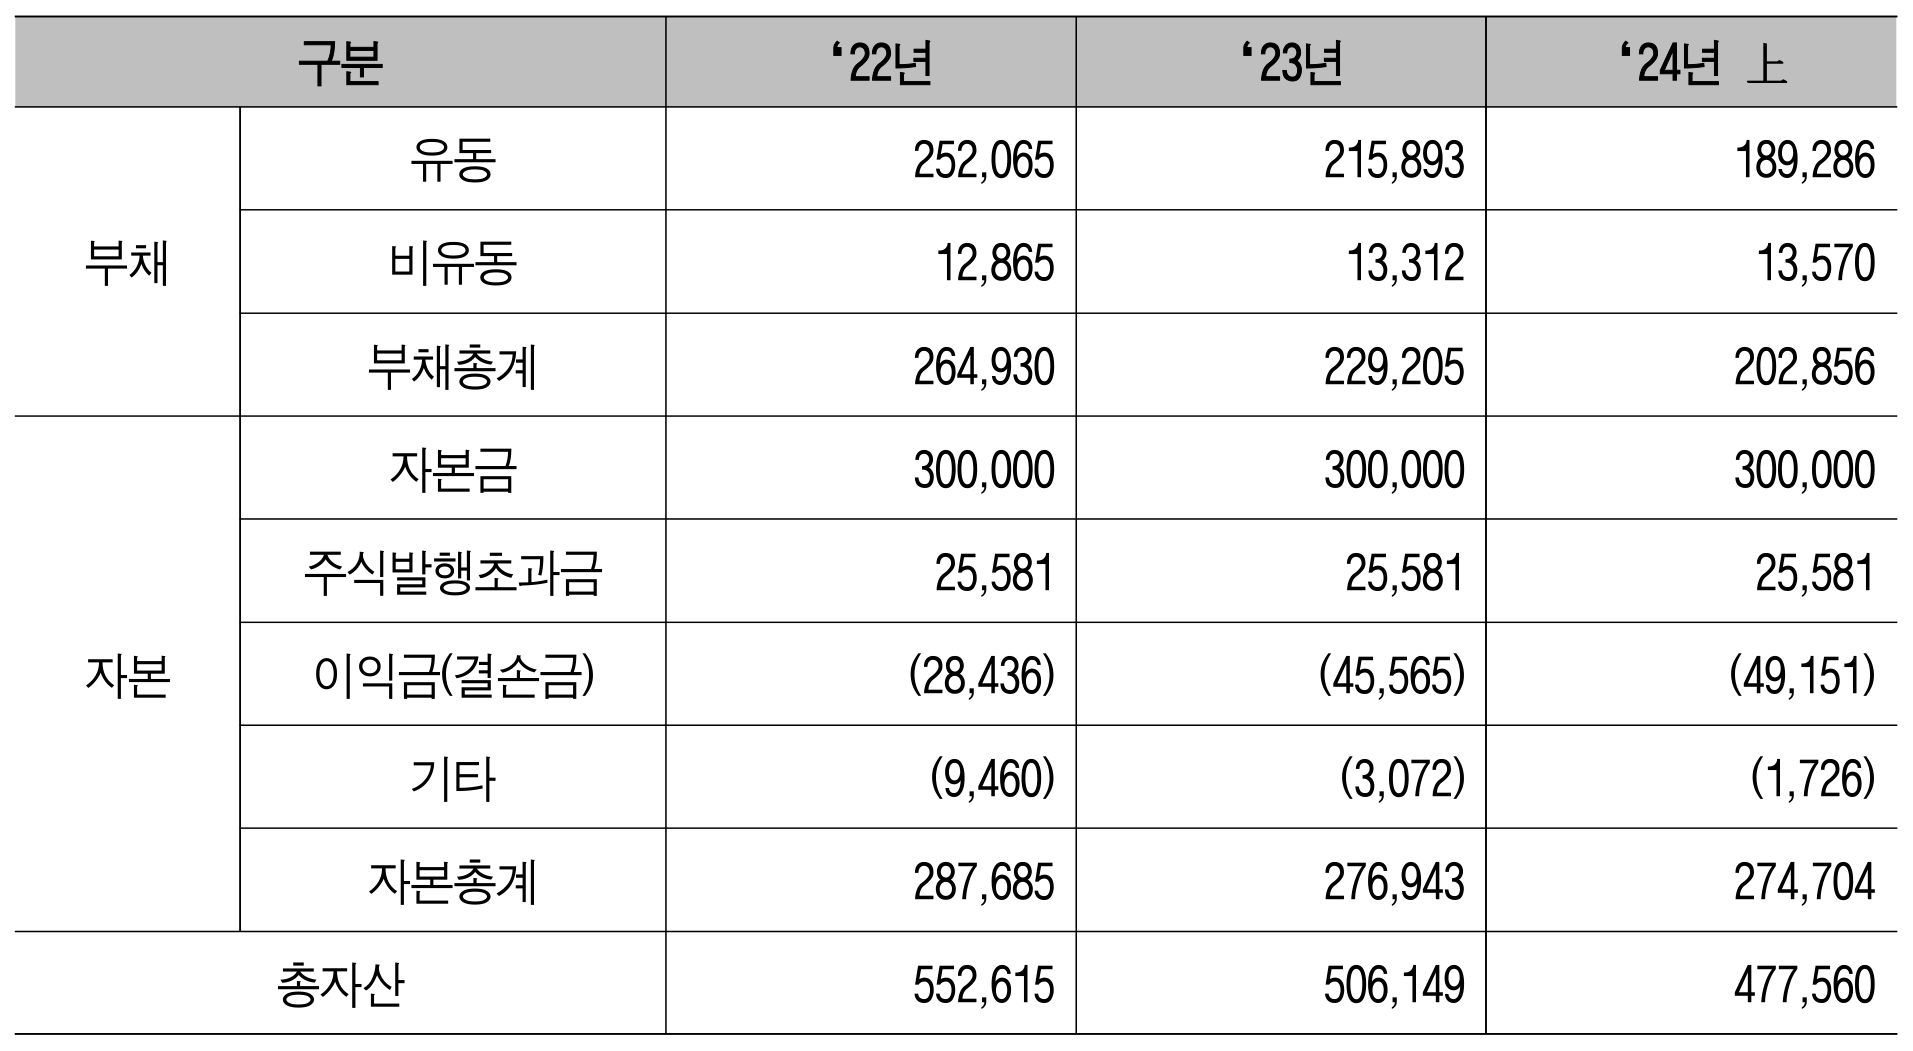 구분 ‘22년 ‘23년 ‘24년 上
부채 유동 252,065 215,893 189,286
비유동 12,865 13,312 13,570
부채총계 264,930 229,205 202,856
자본 자본금 300,000 300,000 300,000
주식발행초과금 25,581 25,581 25,581
이익금(결손금) (28,436) (45,565) (49,151)
기타 (9,460) (3,072) (1,726)
자본총계 287,685 276,943 274,704
총자산 552,615 506,149 477,560